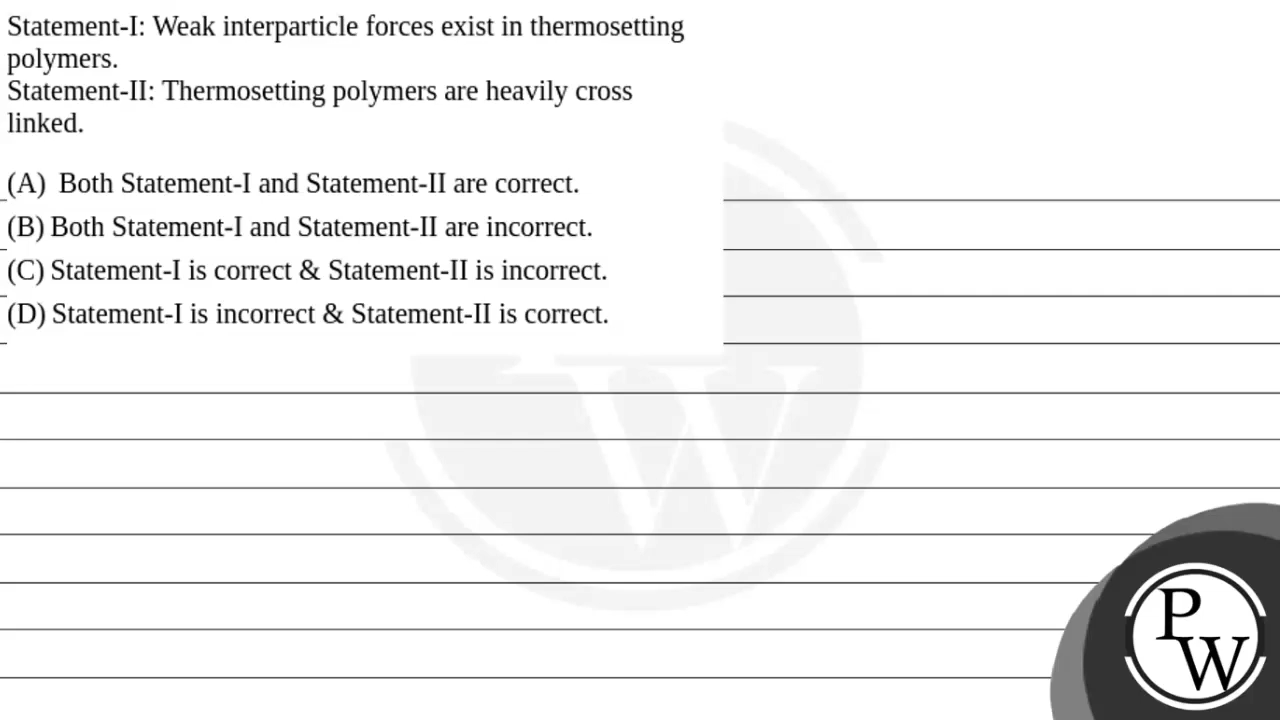 Statement-I: Weak interparticle forces exist in thermosetting
polymers.
Statement-II: Thermosetting polymers are heavily cross
linked.
(A) Both Statement-I and Statement-II are correct.
(B) Both Statement-I and Statement-II are incorrect.
(C) Statement-I is correct & Statement-II is incorrect.
(D) Statement-I is incorrect & Statement-II is correct.
W
P
W